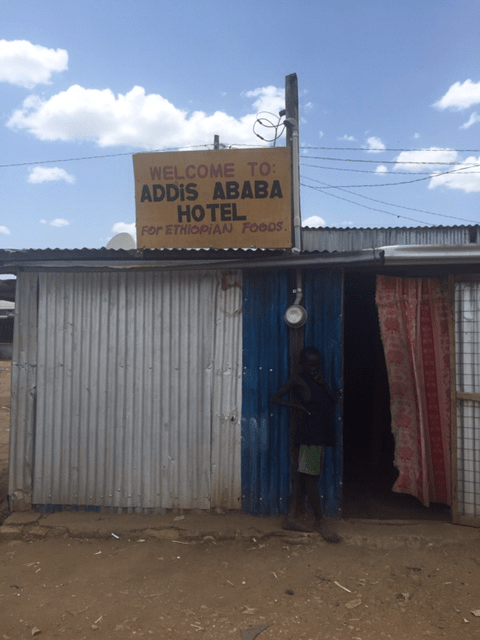 WELCOME TO:
ADDiS ABABA
HOTEL
FOR ETHIOPIAN FOODS.